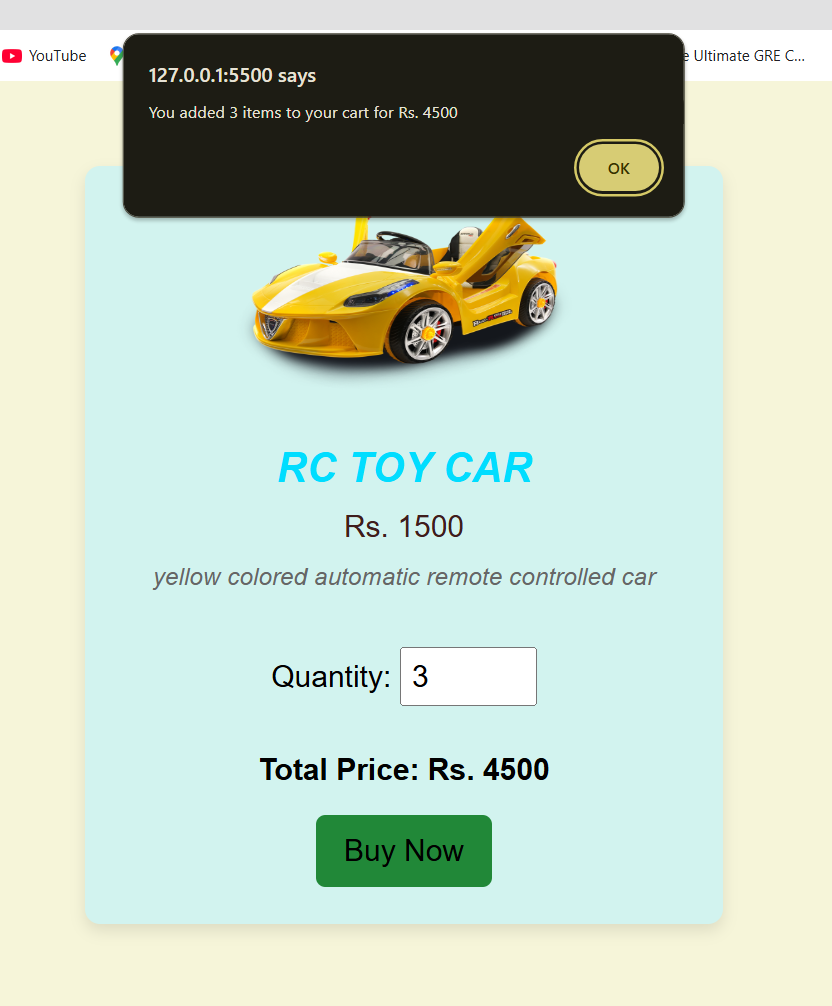 YouTube
Ultimate GRE C...
127.0.0.1:5500 says
You added 3 items to your cart for Rs. 4500
OK
RC TOY CAR
Rs. 1500
yellow colored automatic remote controlled car
Quantity: 3
Total Price: Rs. 4500
Buy Now